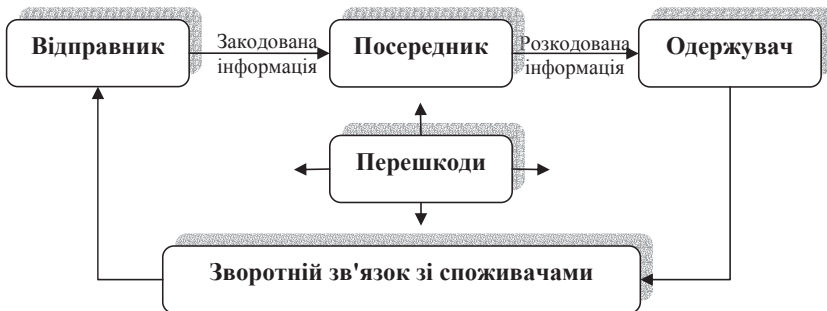 Відправник
Закодована
інформація
Посередник
Розкодована
інформація
Одержувач
Перешкоди
Зворотній зв'язок зі споживачами